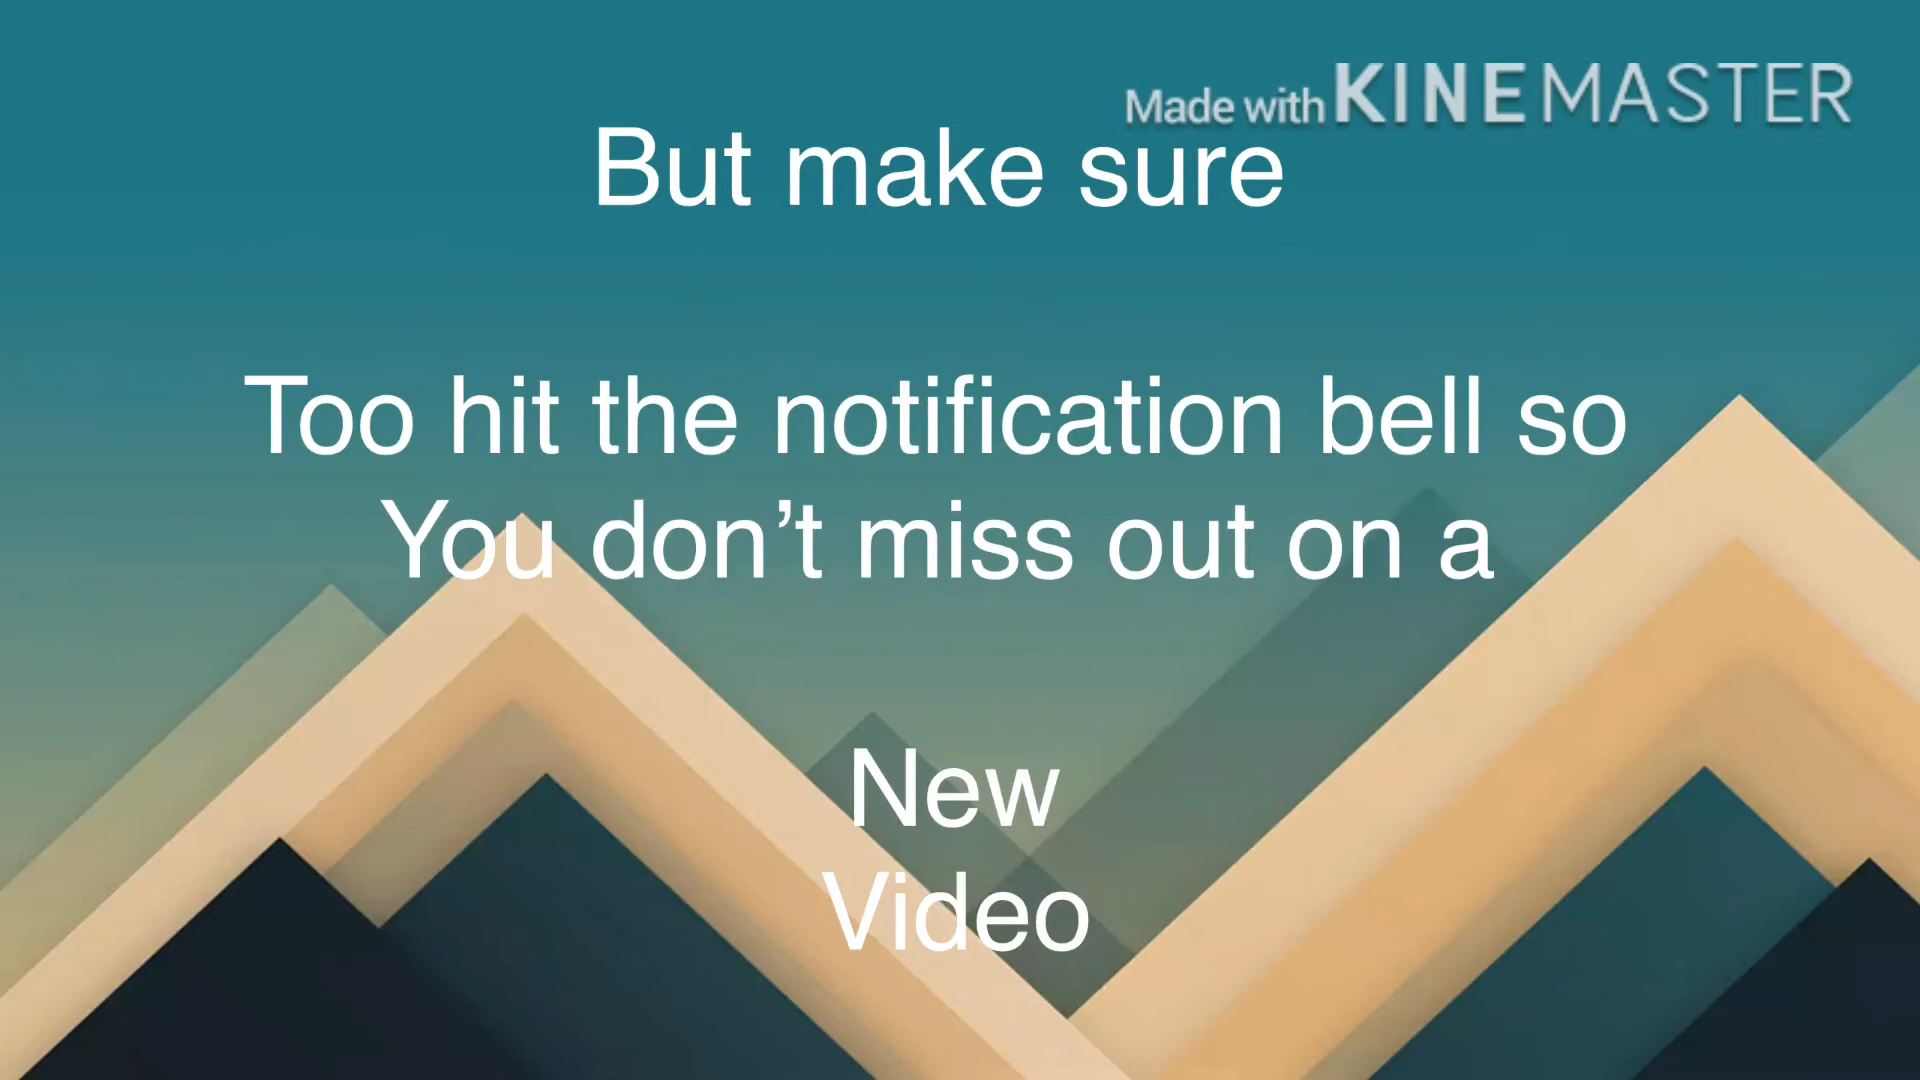 Made with KINEMASTER
But make sure
Too hit the notification bell so
You don’t miss out on a
New
Video